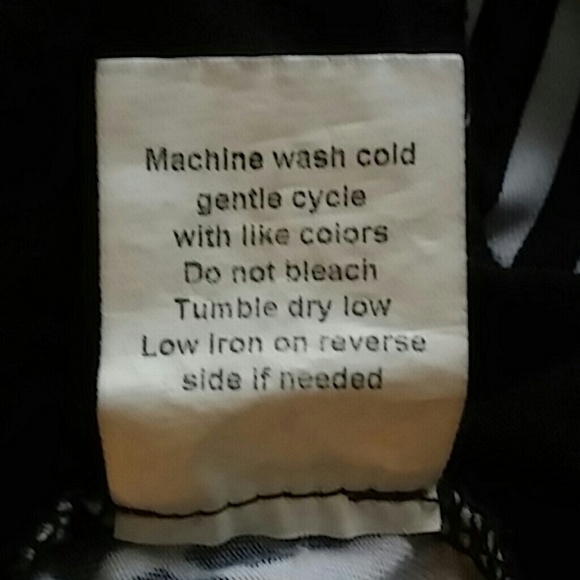 Machine wash cold
gentle cycle
with like colors
Do not bleach
Tumble dry low
Low iron on reverse
side if needed